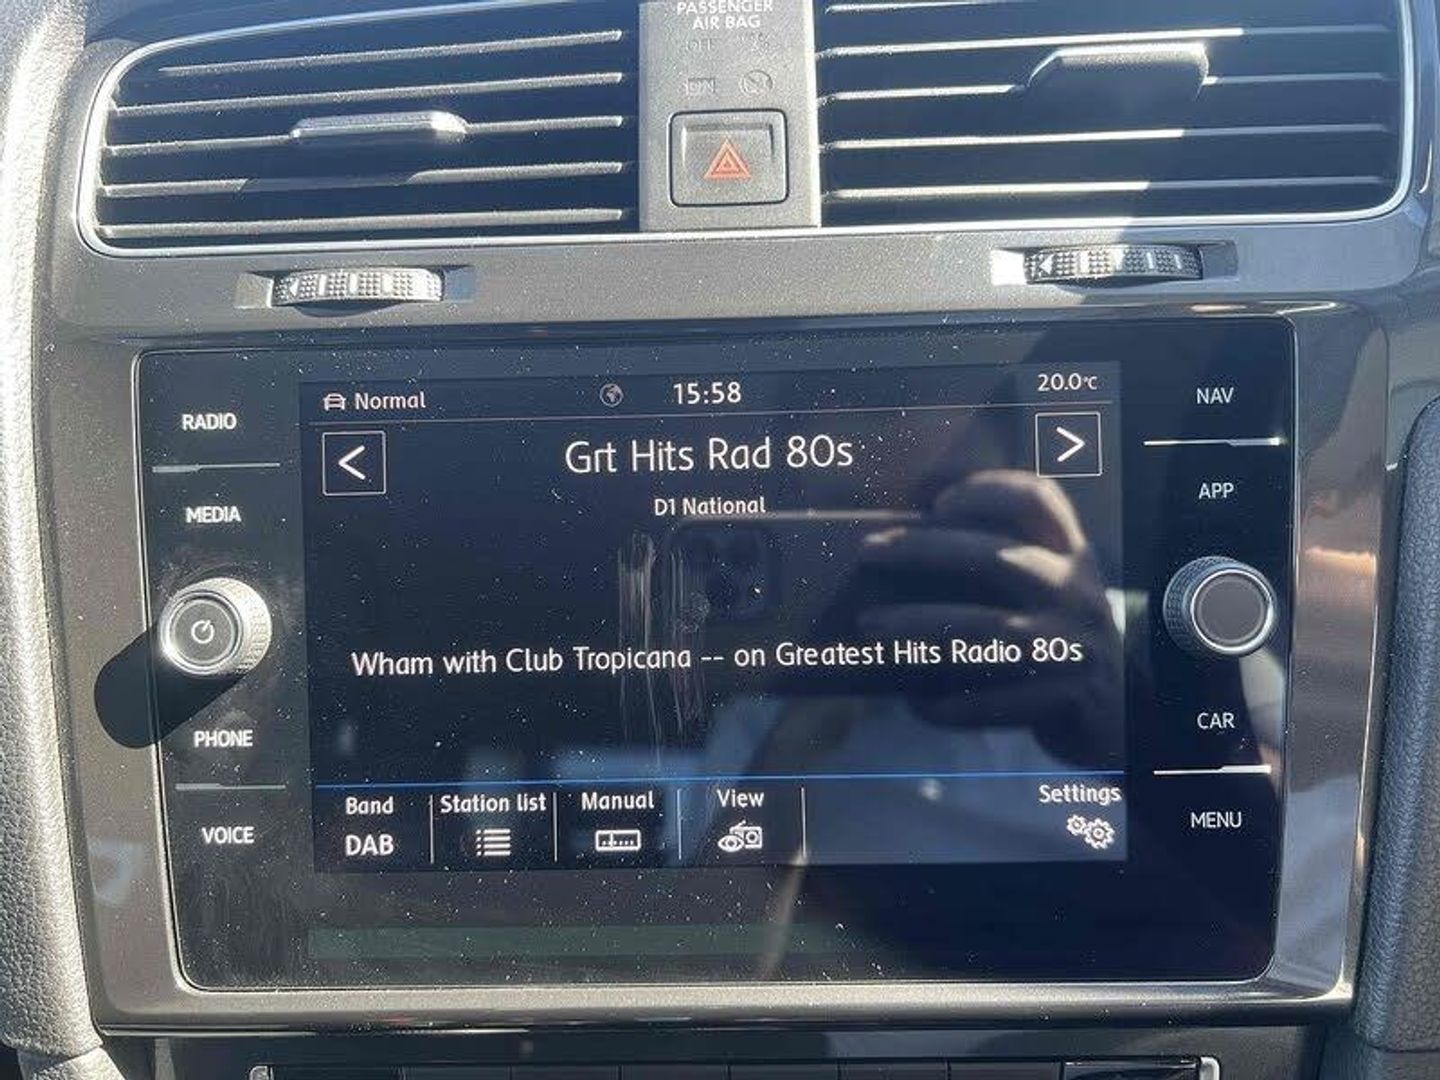 PASSENGER
AIR BAG
OFF
ON
RADIO
MEDIA
PHONE
VOICE
Normal
15:58
20.0°C
< Grt Hits Rad 80s >
D1 National
Wham with Club Tropicana -- on Greatest Hits Radio 80s
Band
DAB
Station list
Manual
View
Settings
NAV
APP
CAR
MENU